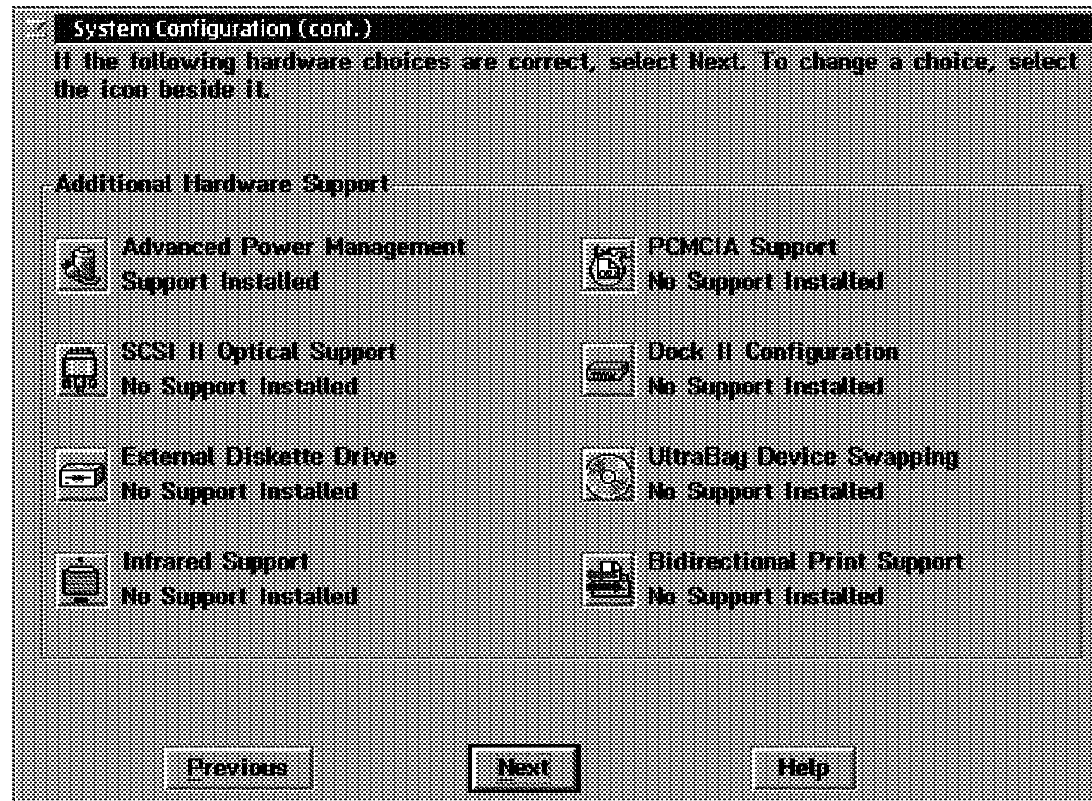 System Configuration (cont.)
If the following hardware choices are correct, select Next. To change a choice, select
the icon beside it.
Additional Hardware Support
Advanced Power Management
Support Installed
PCMCIA Support
No Support Installed
SCSI II Optical Support
No Support Installed
Dock II Configuration
No Support Installed
External Diskette Drive
No Support Installed
UltraBay Device Swapping
No Support Installed
Infrared Support
No Support Installed
Bidirectional Print Support
No Support Installed
Previous
Next
Help